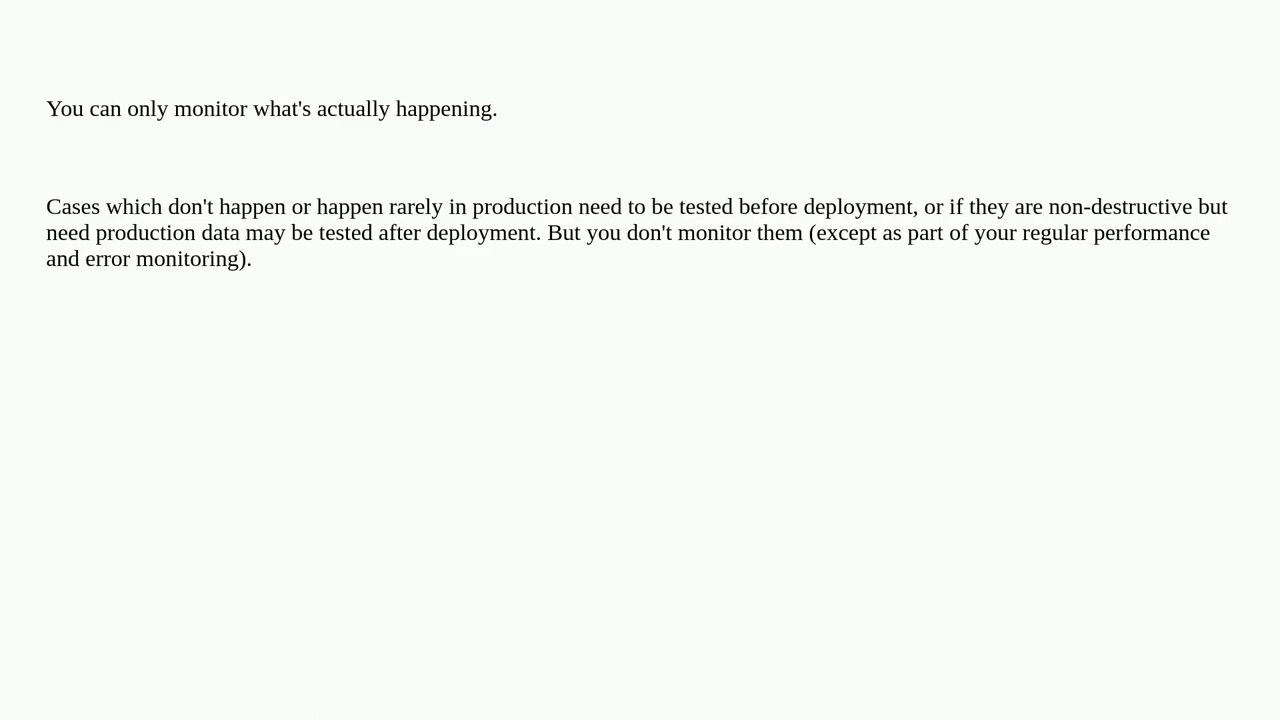 You can only monitor what's actually happening.
Cases which don't happen or happen rarely in production need to be tested before deployment, or if they are non-destructive but
need production data may be tested after deployment. But you don't monitor them (except as part of your regular performance
and error monitoring).